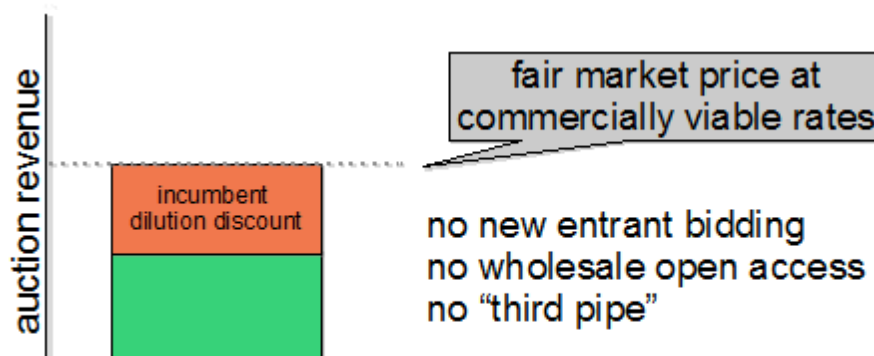 auction revenue
fair market price at
commercially viable rates
incumbent
dilution discount
no new entrant bidding
no wholesale open access
no “third pipe”